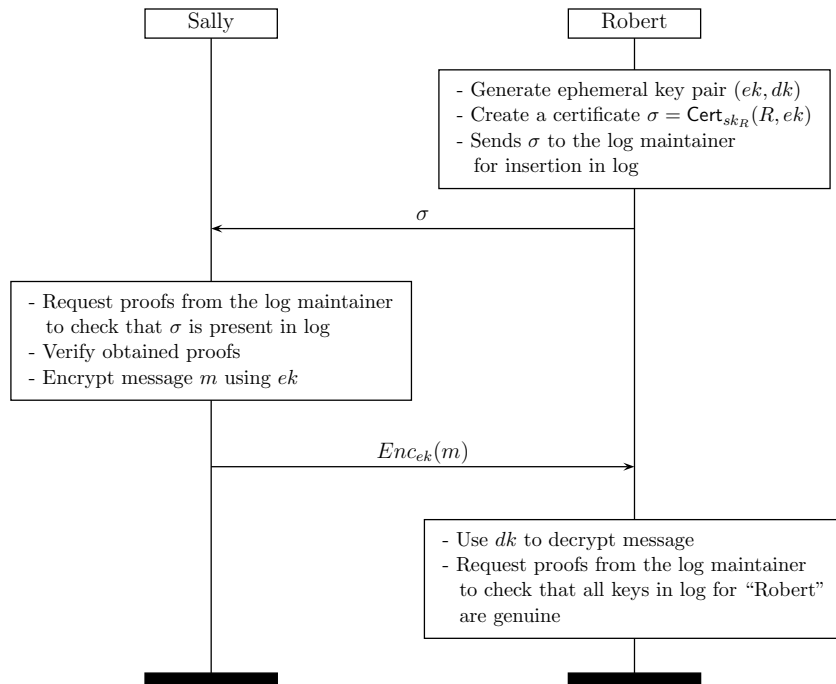 Sally
Robert
- Generate ephemeral key pair (ek, dk)
- Create a certificate σ = Cert_{sk_R}(R, ek)
- Sends σ to the log maintainer
for insertion in log
σ
- Request proofs from the log maintainer
to check that σ is present in log
- Verify obtained proofs
- Encrypt message m using ek
Enc_{ek}(m)
- Use dk to decrypt message
- Request proofs from the log maintainer
to check that all keys in log for “Robert”
are genuine